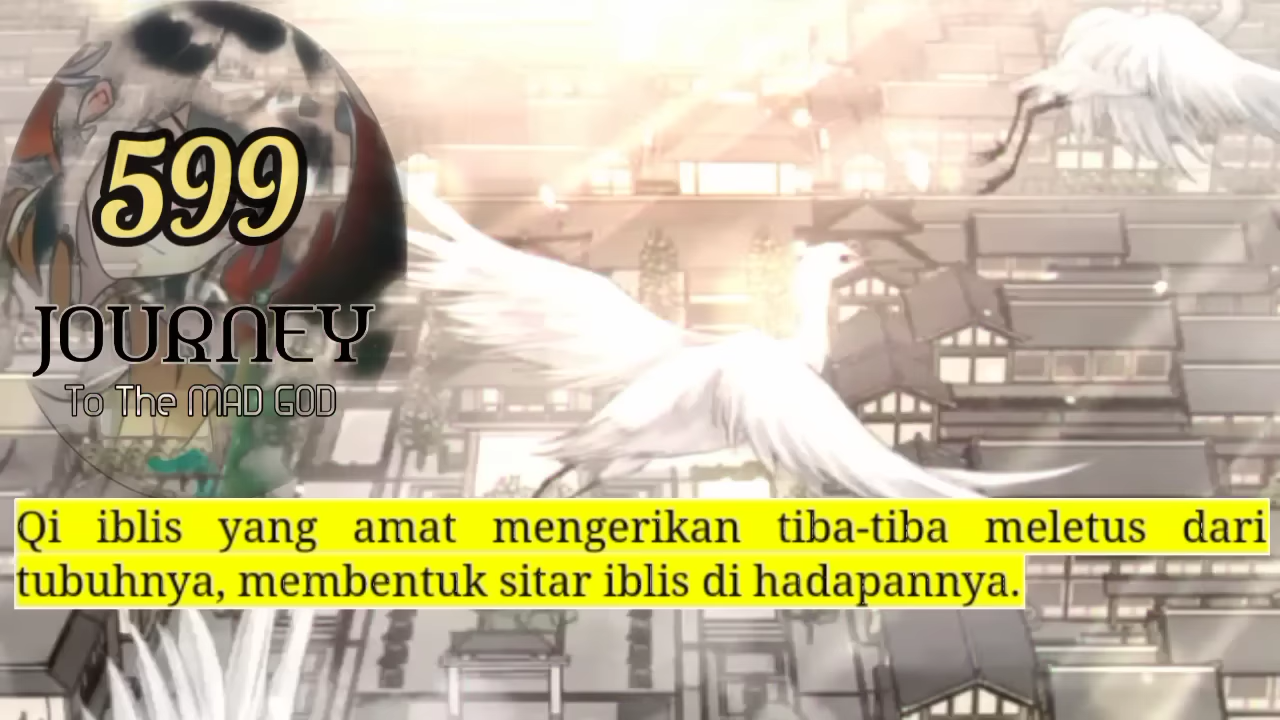 599
JOURNEY
To The MAD GOD
Qi iblis yang amat mengerikan tiba-tiba meletus dari
tubuhnya, membentuk sitar iblis di hadapannya.